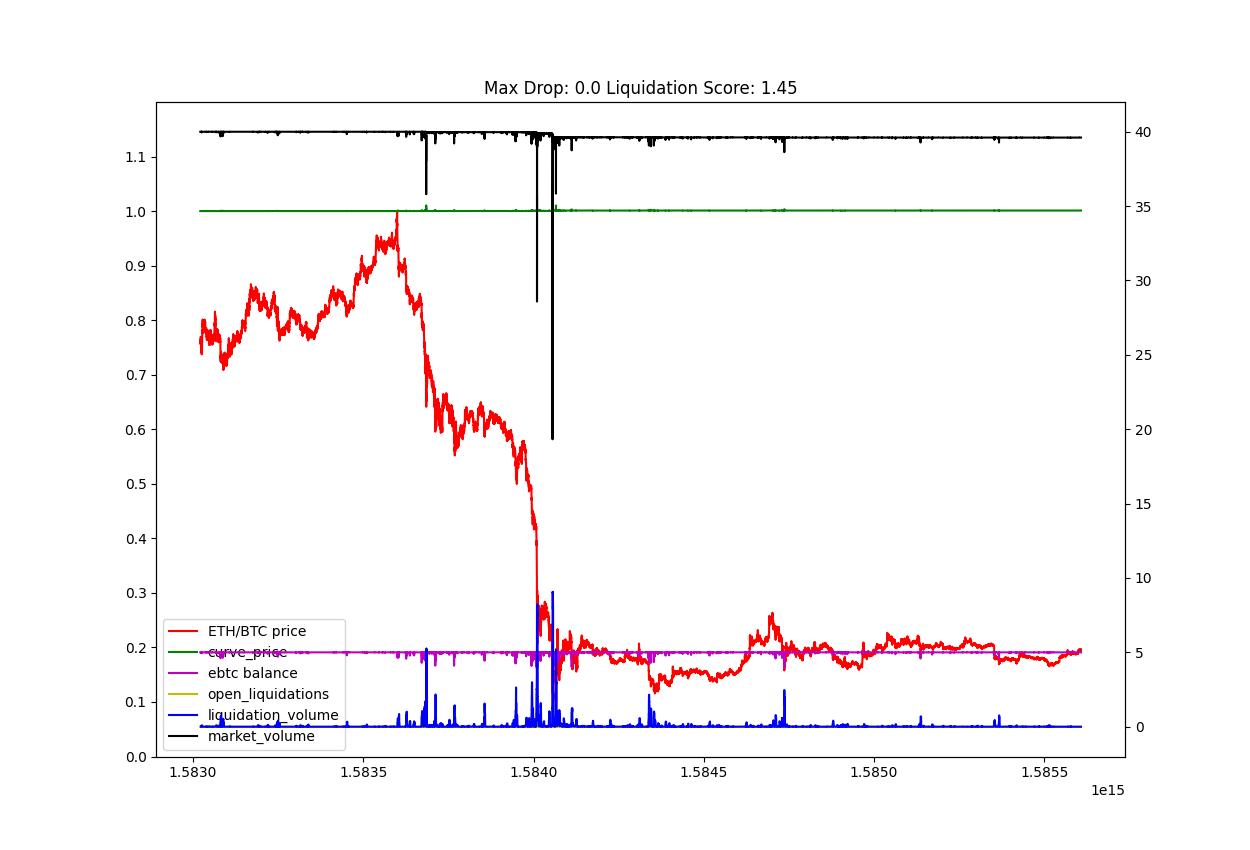 Max Drop: 0.0 Liquidation Score: 1.45
1.1
1.0
0.9
0.8
0.7
0.6
0.5
0.4
0.3
0.2
0.1
0.0
40
35
30
25
20
15
10
5
0
ETH/BTC price
curve_price
ebtc balance
open_liquidations
liquidation_volume
market_volume
1.5830 1.5835 1.5840 1.5845 1.5850 1.5855
1e15